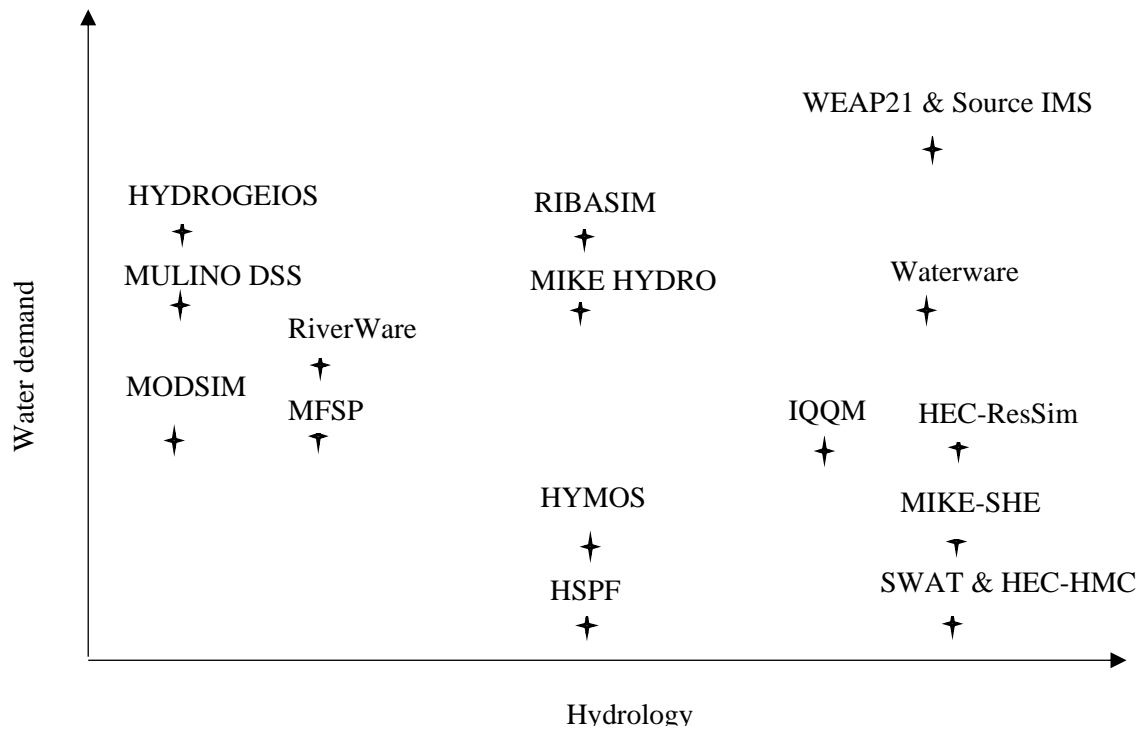 WEAP21 & Source IMS
HYDROGEIOS
RIBASIM
MULINO DSS
MIKE HYDRO
Waterware
RiverWare
MODSIM
MFSP
IQQM
HEC-ResSim
HYMOS
MIKE-SHE
HSPF
SWAT & HEC-HMC
Water demand
Hydrology